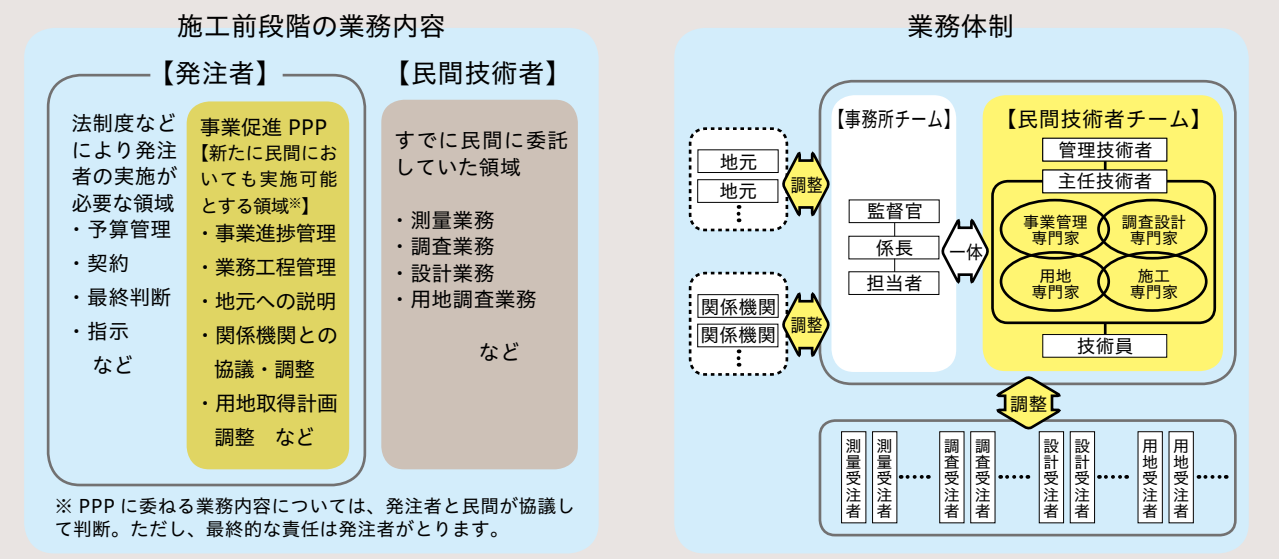 施工前段階の業務内容
【発注者】
法制度など
により発注
者の実施が
必要な領域
・予算管理
・契約
・最終判断
・指示
など
事業促進 PPP
【新たに民間にお
いても実施可能
とする領域※】
・事業進捗管理
・業務工程管理
・地元への説明
・関係機関との
協議・調整
・用地取得計画
調整 など
【民間技術者】
すでに民間に委託
していた領域
・測量業務
・調査業務
・設計業務
・用地調査業務
など
※ PPP に委ねる業務内容については、発注者と民間が協議し
て判断。ただし、最終的な責任は発注者がとります。
業務体制
地元
地元
調整
関係機関
関係機関
調整
【事務所チーム】
監督官
係長
担当者
一体
【民間技術者チーム】
管理技術者
主任技術者
事業管理
専門家
調査設計
専門家
用地
専門家
施工
専門家
技術員
調整
測量受注者
測量受注者
調査受注者
調査受注者
設計受注者
設計受注者
用地受注者
用地受注者